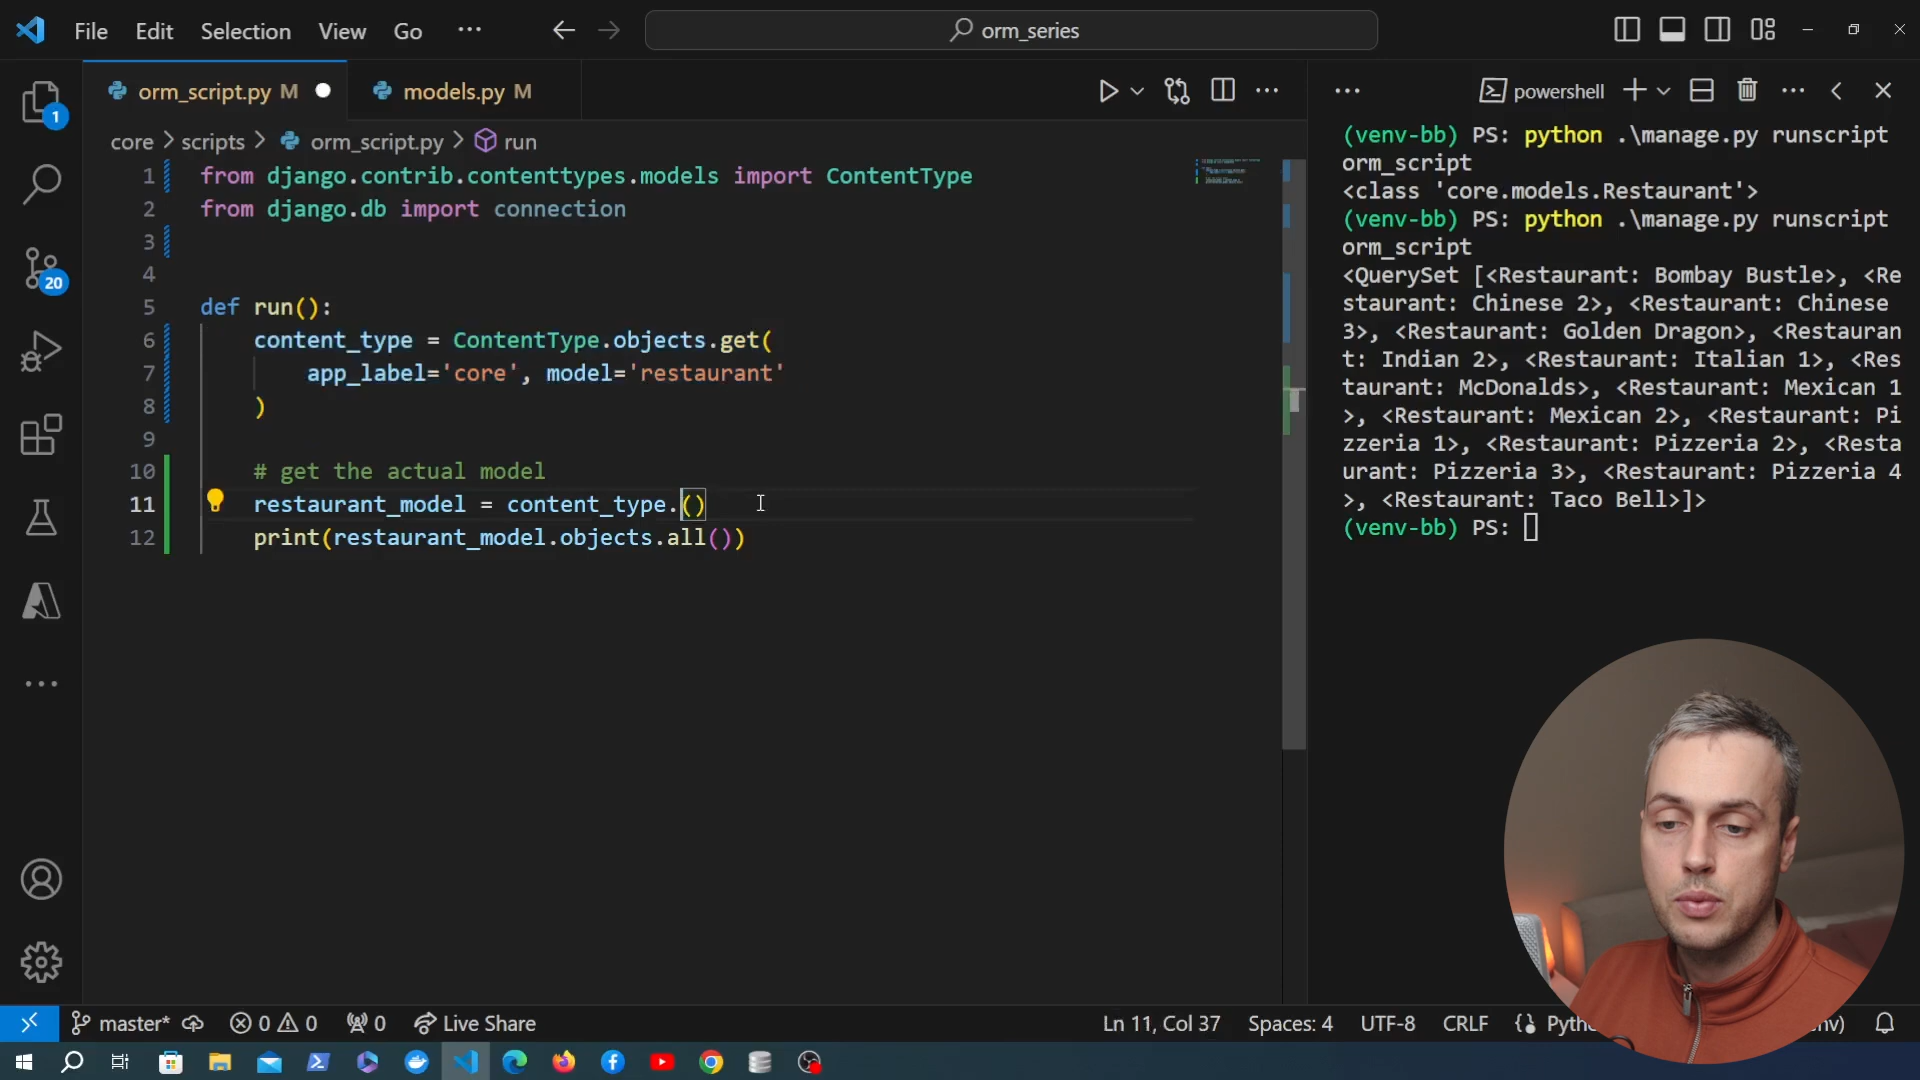 File Edit Selection View Go ···
orm_series
orm_script.py M
models.py M
powershell
core > scripts > orm_script.py > run
1 from django.contrib.contenttypes.models import ContentType
2 from django.db import connection
3
4
5 def run():
6 content_type = ContentType.objects.get(
7 app_label='core', model='restaurant'
8 )
9
10 # get the actual model
11 restaurant_model = content_type.()
12 print(restaurant_model.objects.all())
(venv-bb) PS: python .\manage.py runscript
orm_script
<class 'core.models.Restaurant'>
(venv-bb) PS: python .\manage.py runscript
orm_script
<QuerySet [<Restaurant: Bombay Bustle>, <Re
staurant: Chinese 2>, <Restaurant: Chinese
3>, <Restaurant: Golden Dragon>, <Restauran
t: Indian 2>, <Restaurant: Italian 1>, <Res
taurant: McDonalds>, <Restaurant: Mexican 1
>, <Restaurant: Mexican 2>, <Restaurant: Pi
zzeria 1>, <Restaurant: Pizzeria 2>, <Resta
urant: Pizzeria 3>, <Restaurant: Pizzeria 4
>, <Restaurant: Taco Bell>]>
(venv-bb) PS:
1
20
master* 0 0 0 Live Share
Ln 11, Col 37 Spaces: 4 UTF-8 CRLF